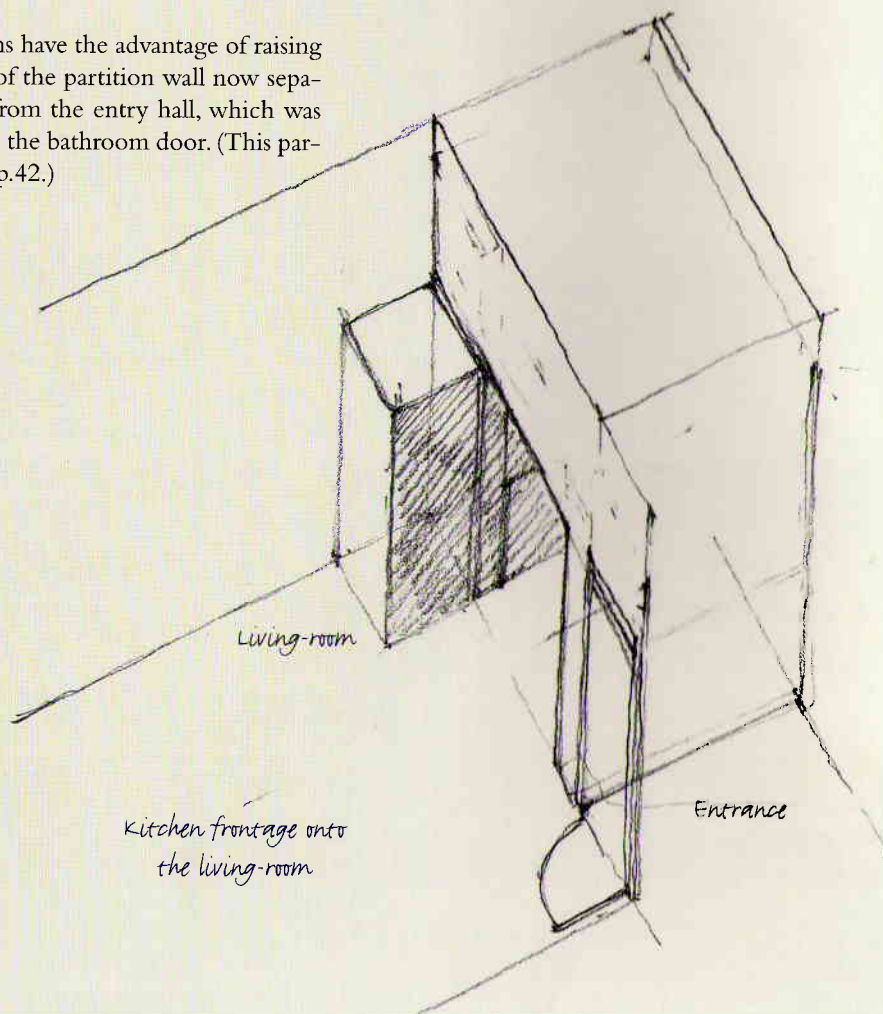 ns have the advantage of raising
of the partition wall now sepa-
from the entry hall, which was
the bathroom door. (This par-
p.42.)
Living-room
Entrance
Kitchen frontage onto
the living-room